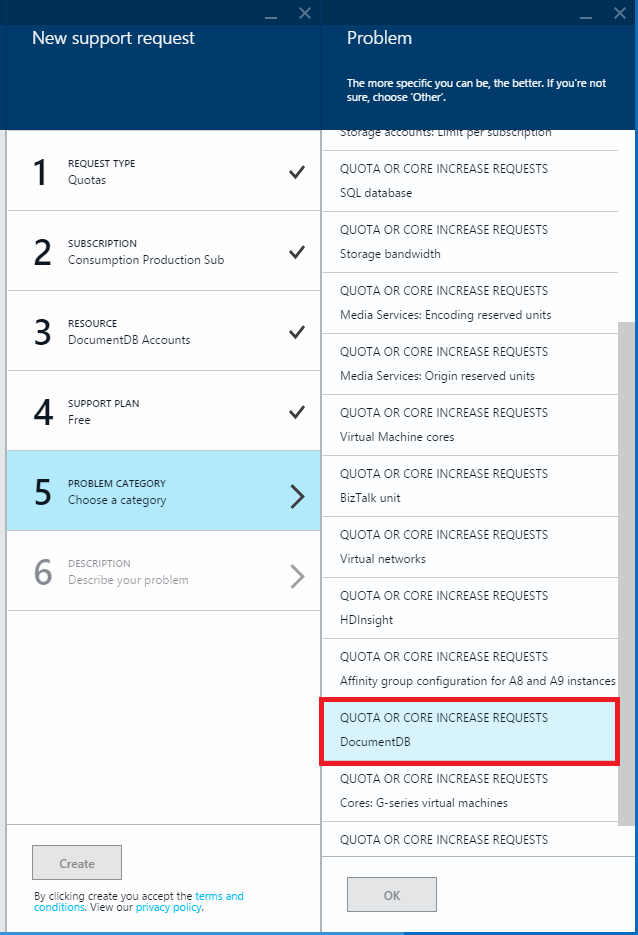 New support request
1
REQUEST TYPE
Quotas
2
SUBSCRIPTION
Consumption Production Sub
3
RESOURCE
DocumentDB Accounts
4
SUPPORT PLAN
Free
5
PROBLEM CATEGORY
Choose a category
6
DESCRIPTION
Describe your problem
Create
By clicking create you accept the terms and
conditions. View our privacy policy.
Problem
The more specific you can be, the better. If you're not
sure, choose 'Other'.
Storage accounts: Limit per subscription
QUOTA OR CORE INCREASE REQUESTS
SQL database
QUOTA OR CORE INCREASE REQUESTS
Storage bandwidth
QUOTA OR CORE INCREASE REQUESTS
Media Services: Encoding reserved units
QUOTA OR CORE INCREASE REQUESTS
Media Services: Origin reserved units
QUOTA OR CORE INCREASE REQUESTS
Virtual Machine cores
QUOTA OR CORE INCREASE REQUESTS
BizTalk unit
QUOTA OR CORE INCREASE REQUESTS
Virtual networks
QUOTA OR CORE INCREASE REQUESTS
HDInsight
QUOTA OR CORE INCREASE REQUESTS
Affinity group configuration for A8 and A9 instances
QUOTA OR CORE INCREASE REQUESTS
DocumentDB
QUOTA OR CORE INCREASE REQUESTS
Cores: G-series virtual machines
QUOTA OR CORE INCREASE REQUESTS
OK